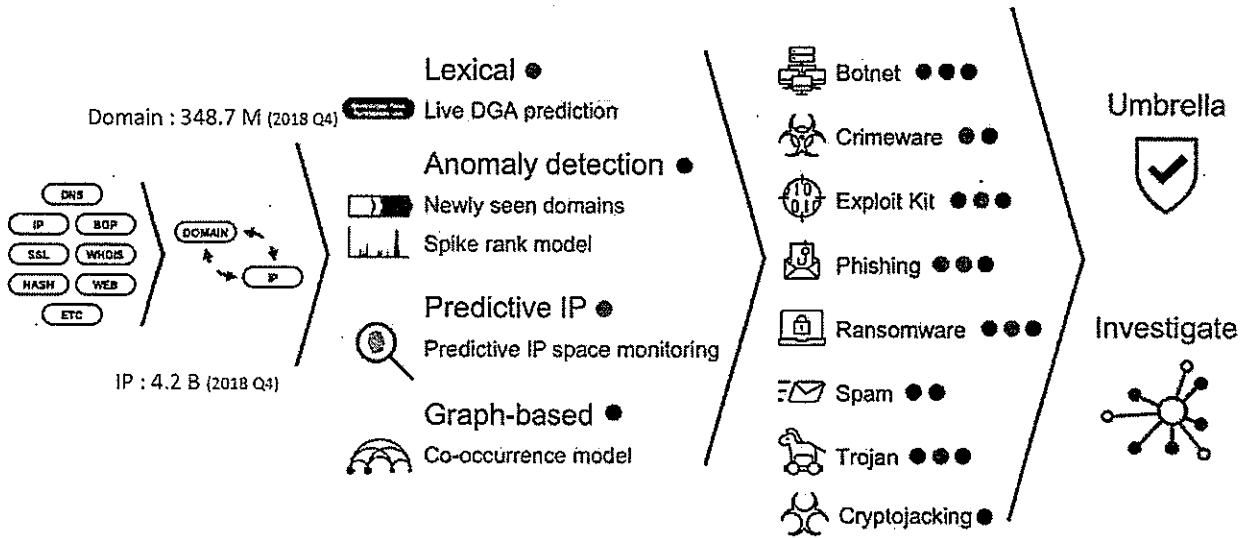 Domain : 348.7 M (2018 Q4)
DNS
IP BGP
SSL WHOIS
HASH WEB
ETC
DOMAIN
IP
IP : 4.2 B (2018 Q4)
Lexical
Live DGA prediction
Anomaly detection
Newly seen domains
Spike rank model
Predictive IP
Predictive IP space monitoring
Graph-based
Co-occurrence model
Botnet
Crimeware
10
01
Exploit Kit
Phishing
Ransomware
Spam
Trojan
Cryptojacking
Umbrella
Investigate